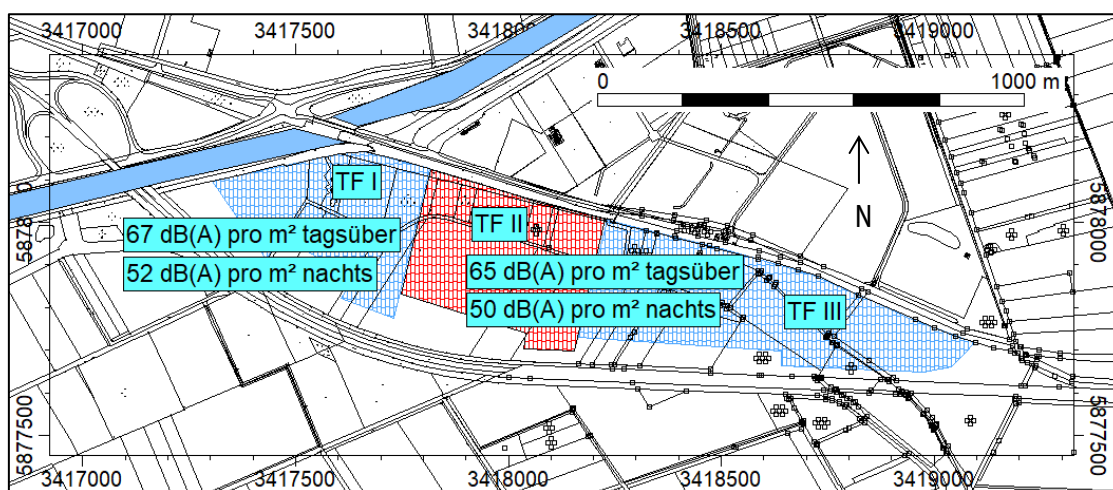 3417000 3417500 3418000 3418500 3419000
0 1000 m
N
TF I
TF II
TF III
67 dB(A) pro m² tagsüber
52 dB(A) pro m² nachts
65 dB(A) pro m² tagsüber
50 dB(A) pro m² nachts
5878000
5878000
5877500
5877500
3417000 3417500 3418000 3418500 3419000